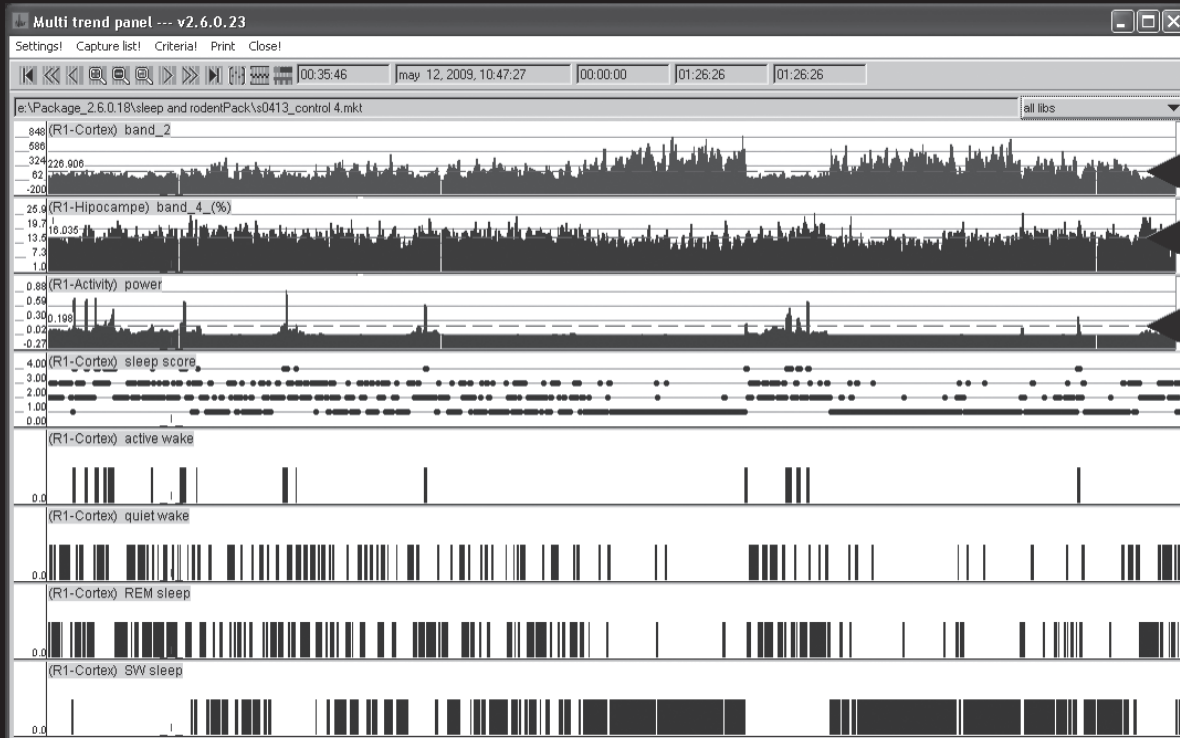 Multi trend panel --- v2.6.0.23
Settings! Capture list! Criteria! Print Close!
00:35:46 may 12, 2009, 10:47:27 00:00:00 01:26:26 01:26:26
e:\Package_2.6.0.18\sleep and rodentPack\s0413_control 4.mkt all libs
(R1-Cortex) band_2
848
586
324
226.906
62
-200
(R1-Hipocampe) band_4_(%)
25.9
19.7
16.035
13.5
7.3
1.0
(R1-Activity) power
0.88
0.59
0.30
0.198
0.02
-0.27
(R1-Cortex) sleep score
4.00
3.00
2.00
1.00
0.00
(R1-Cortex) active wake
0.0
(R1-Cortex) quiet wake
0.0
(R1-Cortex) REM sleep
0.0
(R1-Cortex) SW sleep
0.0